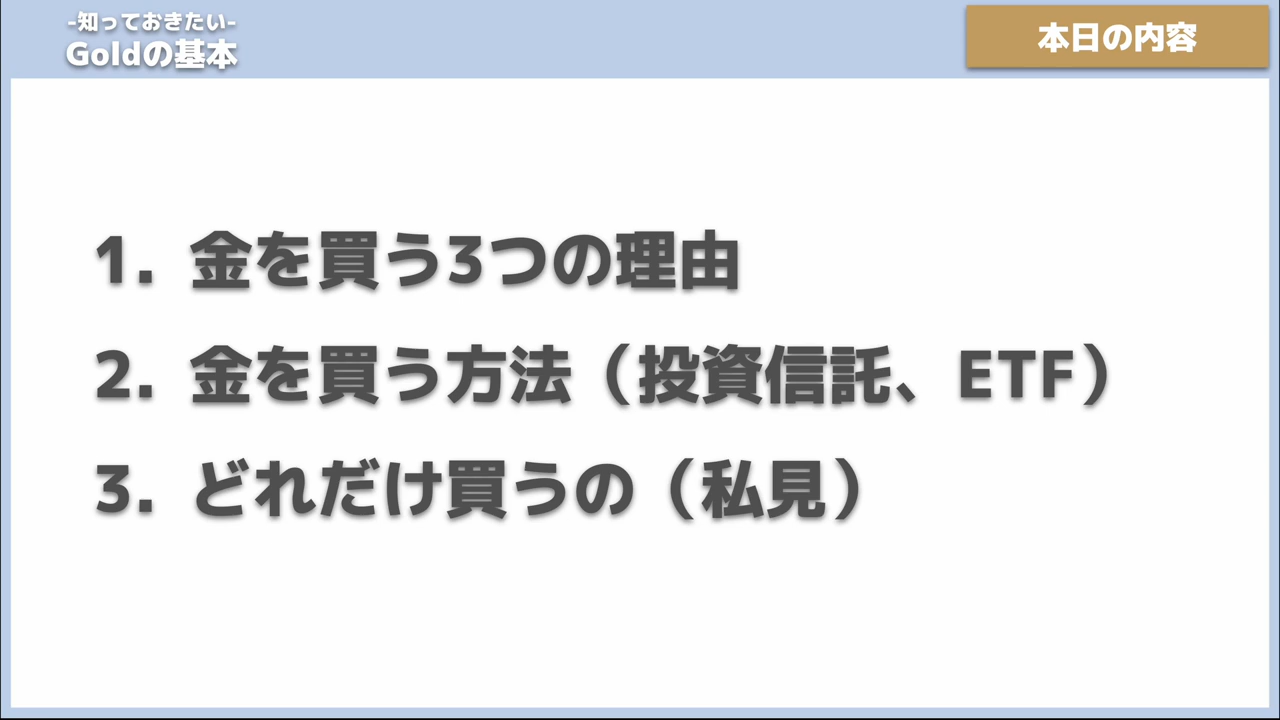 -知っておきたい-
Goldの基本
本日の内容
1. 金を買う3つの理由
2. 金を買う方法（投資信託、ETF）
3. どれだけ買うの（私見）